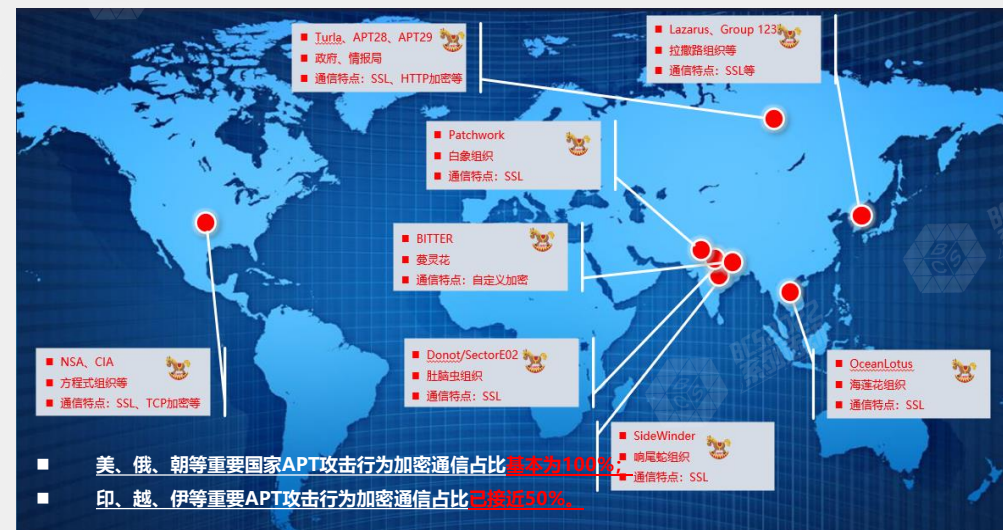 Turla、APT28、APT29
政府、情报局
通信特点：SSL、HTTP加密等
Lazarus、Group 123
拉撒路组织等
通信特点：SSL等
Patchwork
白象组织
通信特点：SSL
BITTER
蔓灵花
通信特点：自定义加密
NSA、CIA
方程式组织等
通信特点：SSL、TCP加密等
Donot/SectorE02
肚脑虫组织
通信特点：SSL
OceanLotus
海莲花组织
通信特点：SSL
SideWinder
响尾蛇组织
通信特点：SSL
美、俄、朝等重要国家APT攻击行为加密通信占比基本为100%；
印、越、伊等重要APT攻击行为加密通信占比已接近50%。
BCS